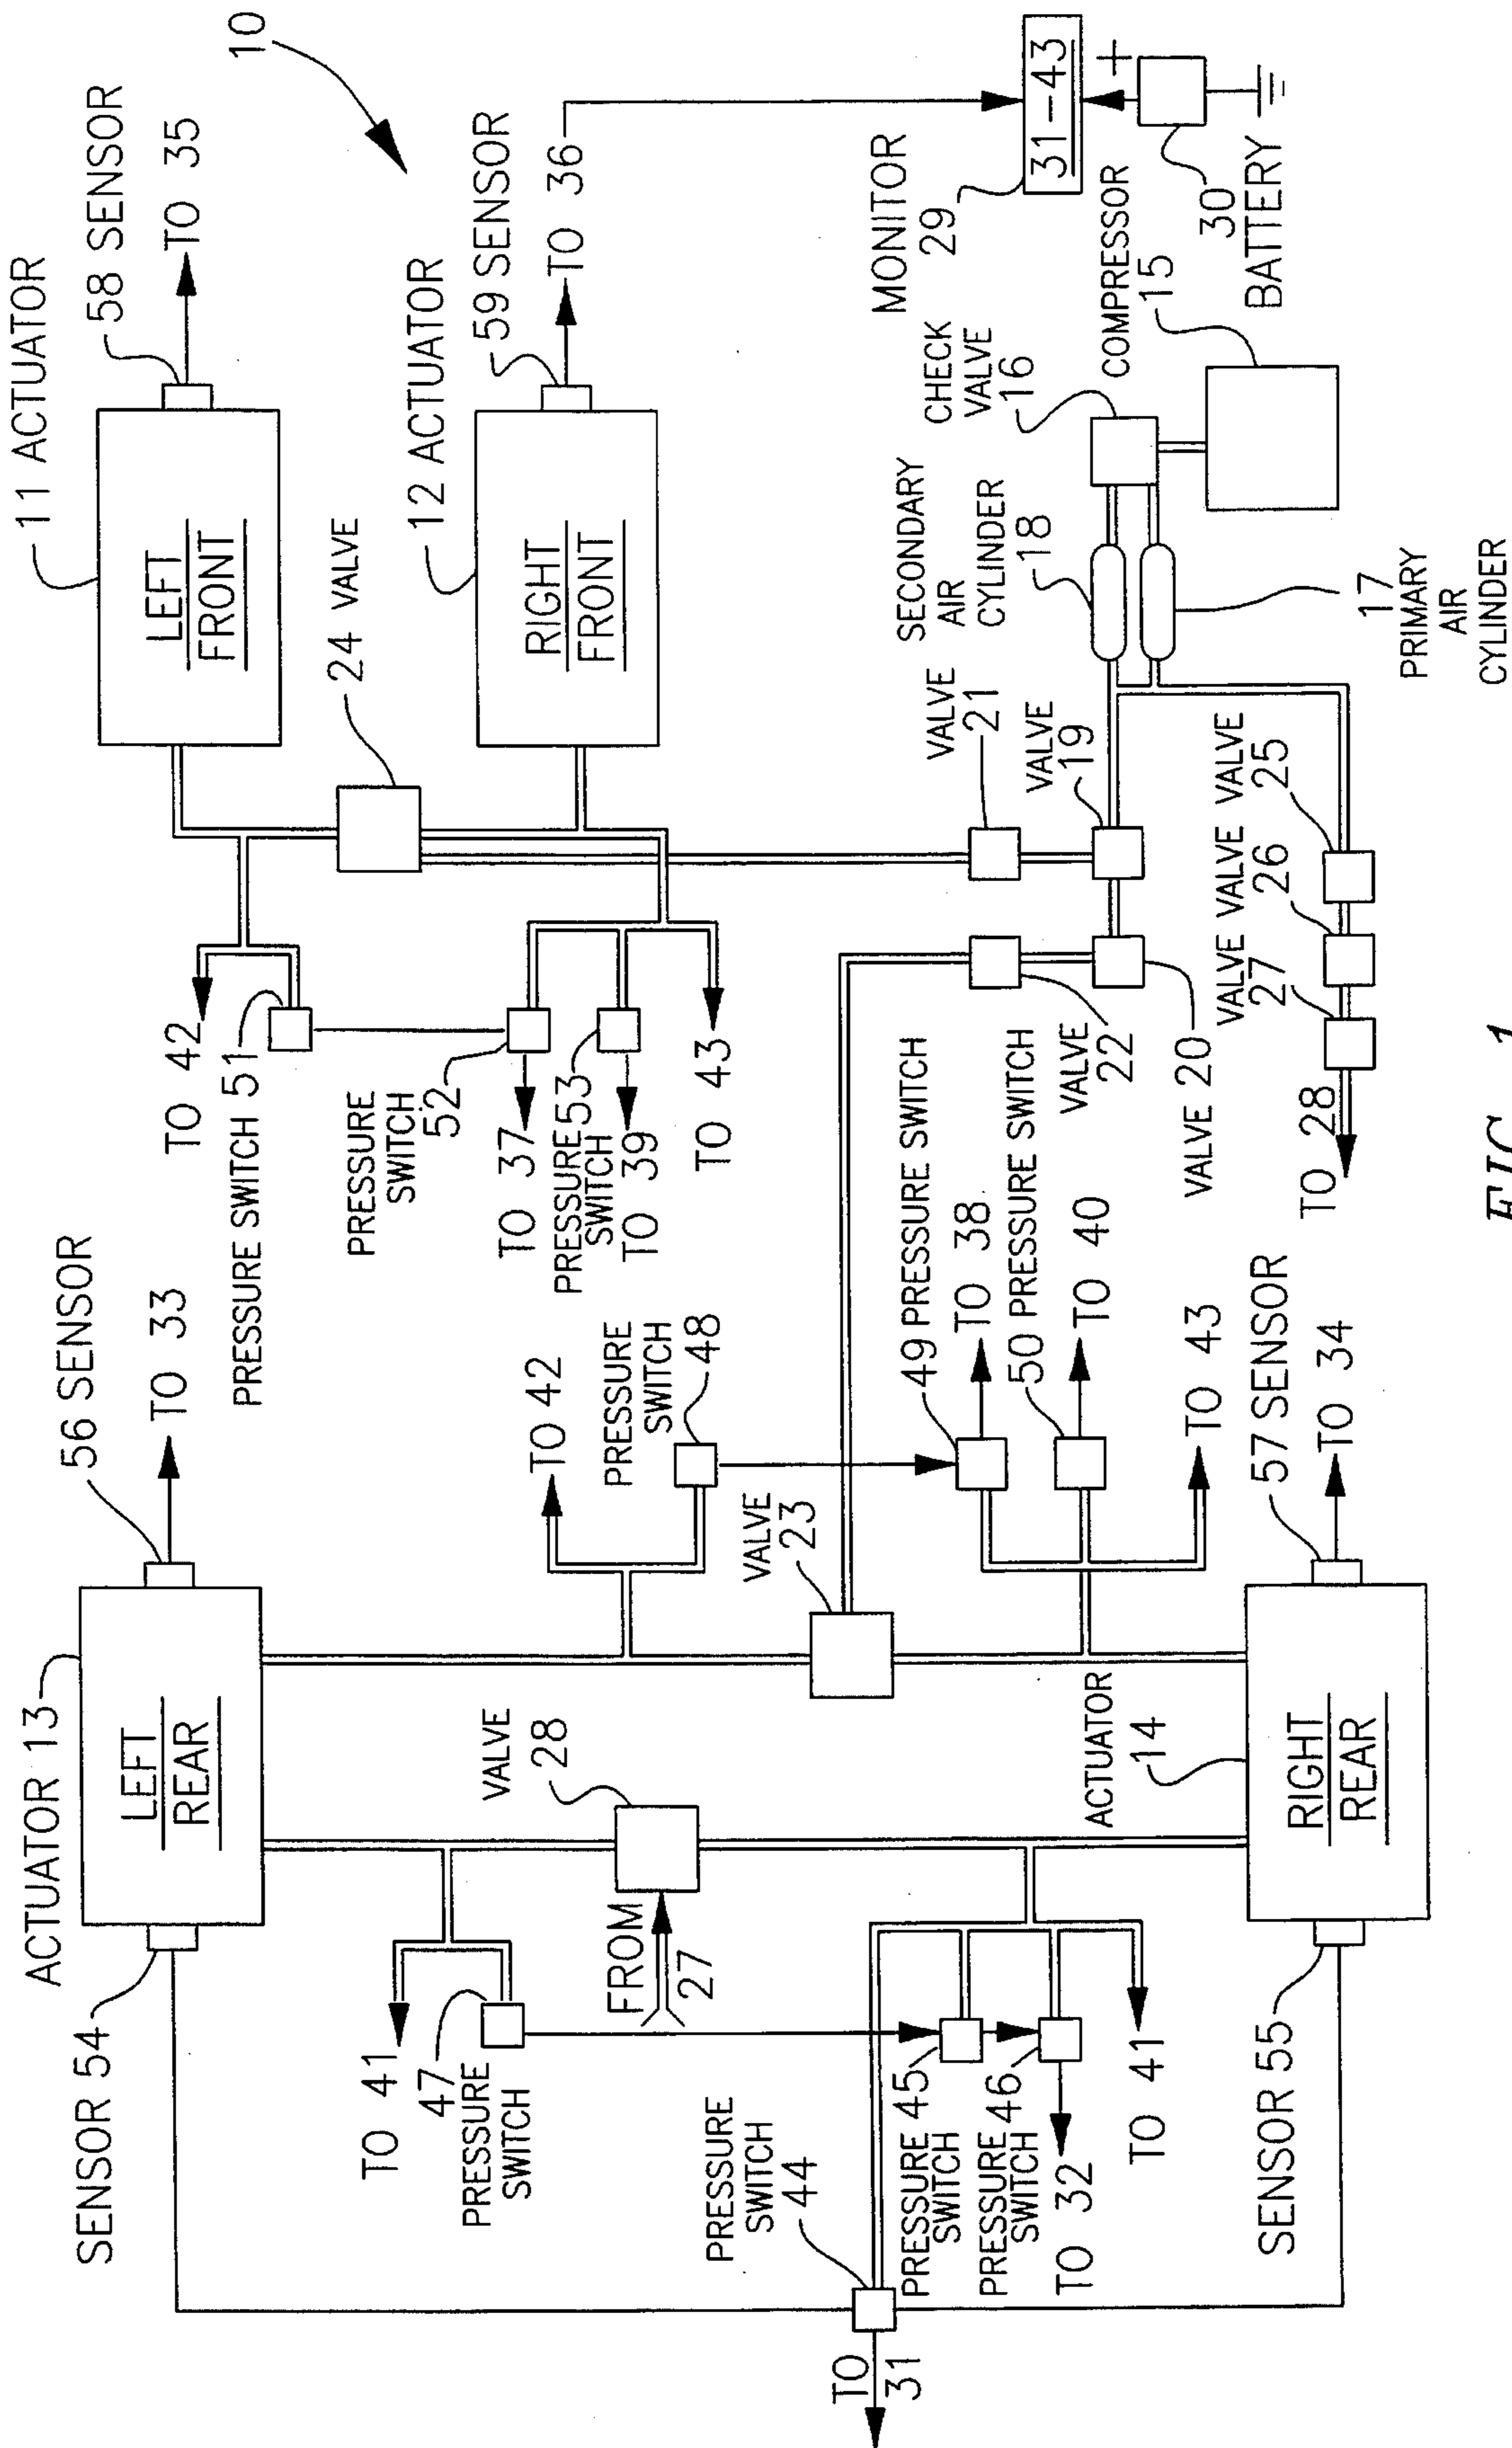 10
11 ACTUATOR
58 SENSOR
TO 35
LEFT
FRONT
24 VALVE
12 ACTUATOR
59 SENSOR
TO 36
RIGHT
FRONT
MONITOR
29
31-43
+
30
BATTERY
COMPRESSOR
15
CHECK
VALVE
16
SECONDARY
AIR
CYLINDER
18
17
PRIMARY
AIR
CYLINDER
VALVE
21
VALVE
19
VALVE
22
VALVE 20
VALVE
25
VALVE
26
VALVE
27
TO 28
TO 42
PRESSURE SWITCH 51
PRESSURE
SWITCH
52
TO 37
PRESSURE 53
SWITCH
TO 39
TO 43
ACTUATOR 13
56 SENSOR
TO 33
LEFT
REAR
SENSOR 54
TO 42
PRESSURE
SWITCH
48
VALVE
23
49 PRESSURE SWITCH
TO 38
50 PRESSURE SWITCH
TO 40
TO 43
57 SENSOR
TO 34
VALVE
28
FROM
27
ACTUATOR
14
RIGHT
REAR
TO 41
47
PRESSURE
SWITCH
PRESSURE
SWITCH
44
PRESSURE 45
SWITCH
PRESSURE 46
SWITCH
TO 32
TO 41
SENSOR 55
TO
31
FIG. 1